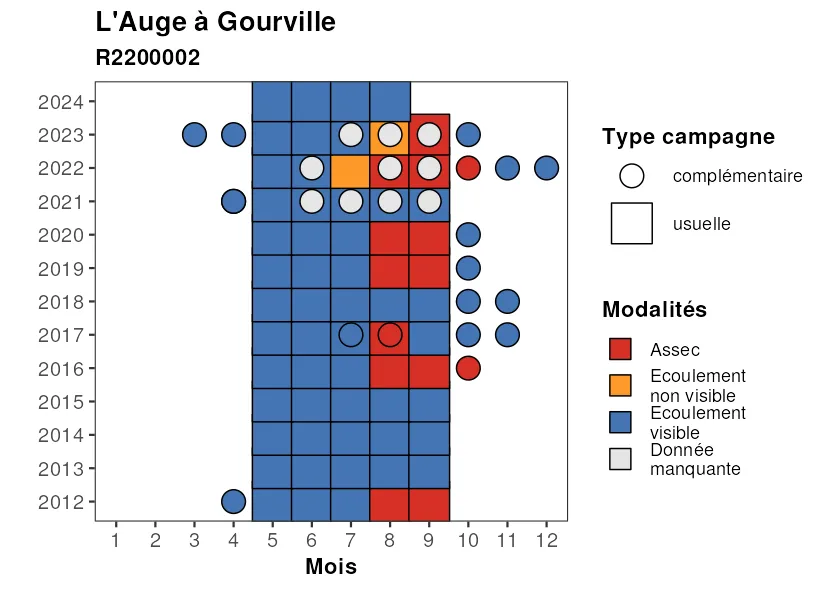 L'Auge à Gourville
R2200002
2024
2023
2022
2021
2020
2019
2018
2017
2016
2015
2014
2013
2012
1 2 3 4 5 6 7 8 9 10 11 12
Mois
Type campagne
complémentaire
usuelle
Modalités
Assec
Ecoulement
non visible
Ecoulement
visible
Donnée
manquante